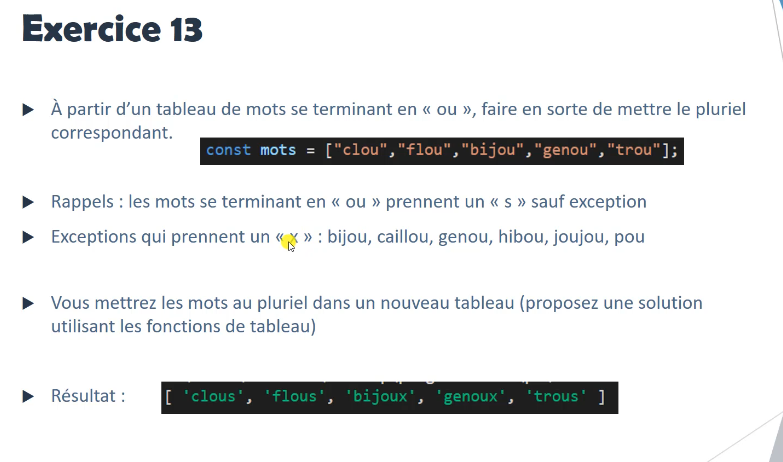 Exercice 13
À partir d’un tableau de mots se terminant en « ou », faire en sorte de mettre le pluriel
correspondant.
const mots = ["clou","flou","bijou","genou","trou"];
Rappels : les mots se terminant en « ou » prennent un « s » sauf exception
Exceptions qui prennent un « x » : bijou, caillou, genou, hibou, joujou, pou
Vous mettrez les mots au pluriel dans un nouveau tableau (proposez une solution
utilisant les fonctions de tableau)
Résultat :
[ 'clous', 'flous', 'bijoux', 'genoux', 'trous' ]